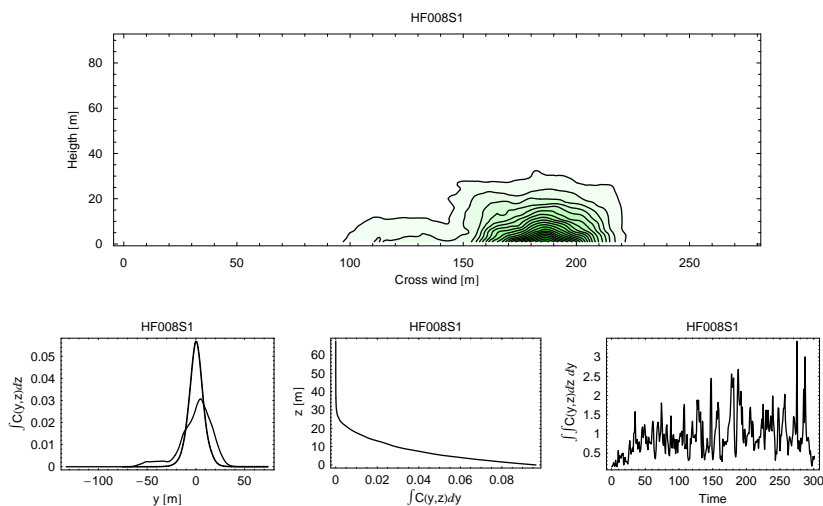 HF008S1
Heigth [m]
80
60
40
20
0
0 50 100 150 200 250
Cross wind [m]
HF008S1
∫C(y,z)dz
0.05
0.04
0.03
0.02
0.01
0
−100 −50 0 50
y [m]
HF008S1
z [m]
60
50
40
30
20
10
0
0 0.02 0.04 0.06 0.08
∫C(y,z)dy
HF008S1
∫∫C(y,z)dz dy
3
2.5
2
1.5
1
0.5
0 50 100 150 200 250 300
Time